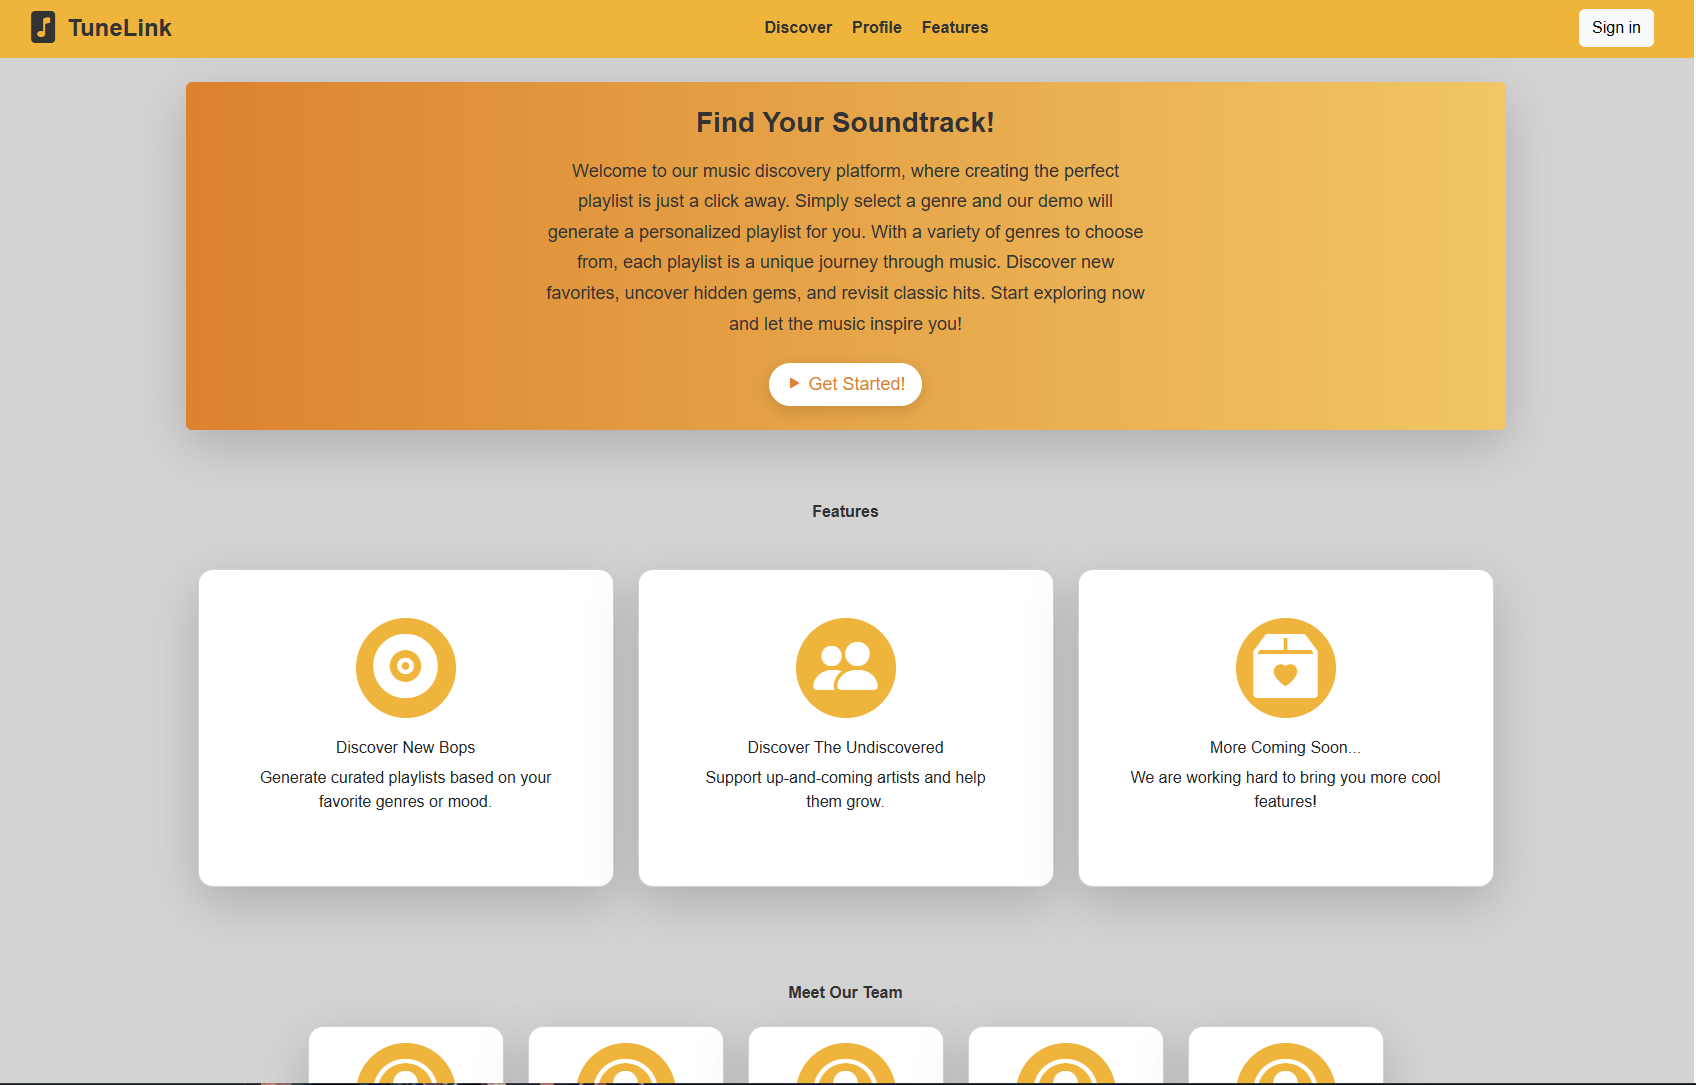 TuneLink
Discover Profile Features
Sign in
Find Your Soundtrack!
Welcome to our music discovery platform, where creating the perfect
playlist is just a click away. Simply select a genre and our demo will
generate a personalized playlist for you. With a variety of genres to choose
from, each playlist is a unique journey through music. Discover new
favorites, uncover hidden gems, and revisit classic hits. Start exploring now
and let the music inspire you!
Get Started!
Features
Discover New Bops
Generate curated playlists based on your
favorite genres or mood.
Discover The Undiscovered
Support up-and-coming artists and help
them grow.
More Coming Soon...
We are working hard to bring you more cool
features!
Meet Our Team